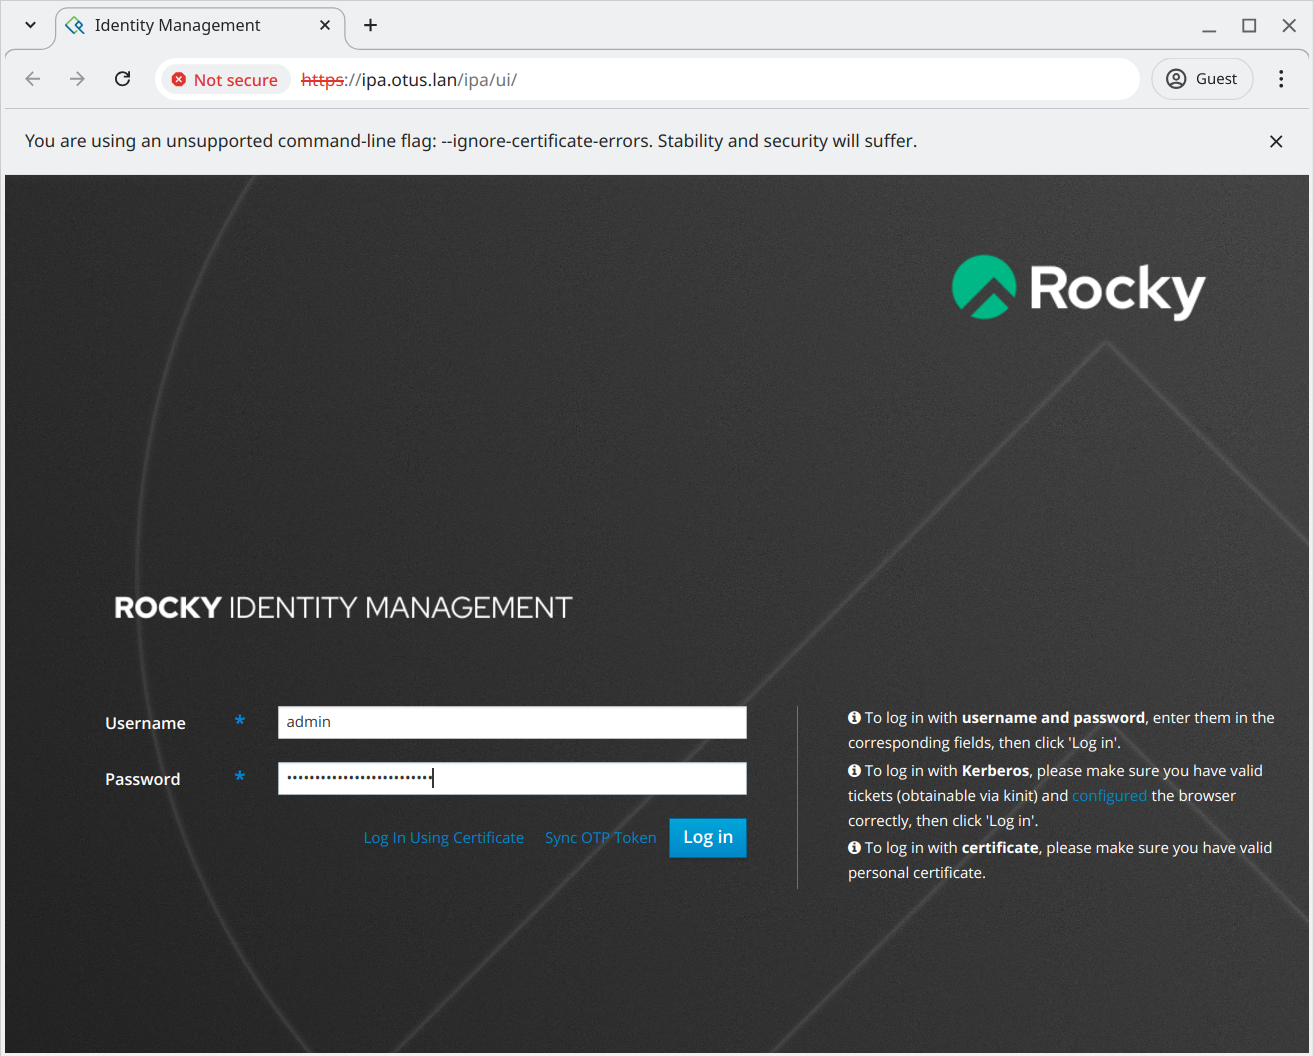 Identity Management
Not secure
https://ipa.otus.lan/ipa/ui/
Guest
You are using an unsupported command-line flag: --ignore-certificate-errors. Stability and security will suffer.
Rocky
ROCKY IDENTITY MANAGEMENT
Username *
admin
Password *
••••••••••••••••••••••••••
Log In Using Certificate
Sync OTP Token
Log in
To log in with username and password, enter them in the
corresponding fields, then click 'Log in'.
To log in with Kerberos, please make sure you have valid
tickets (obtainable via kinit) and configured the browser
correctly, then click 'Log in'.
To log in with certificate, please make sure you have valid
personal certificate.